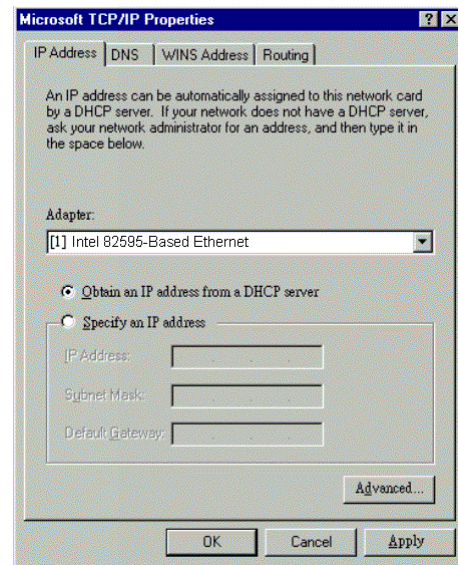 Microsoft TCP/IP Properties
IP Address
DNS
WINS Address
Routing
An IP address can be automatically assigned to this network card
by a DHCP server. If your network does not have a DHCP server,
ask your network administrator for an address, and then type it in
the space below.
Adapter:
[1] Intel 82595-Based Ethernet
Obtain an IP address from a DHCP server
Specify an IP address
IP Address:
Subnet Mask:
Default Gateway:
Advanced...
OK
Cancel
Apply